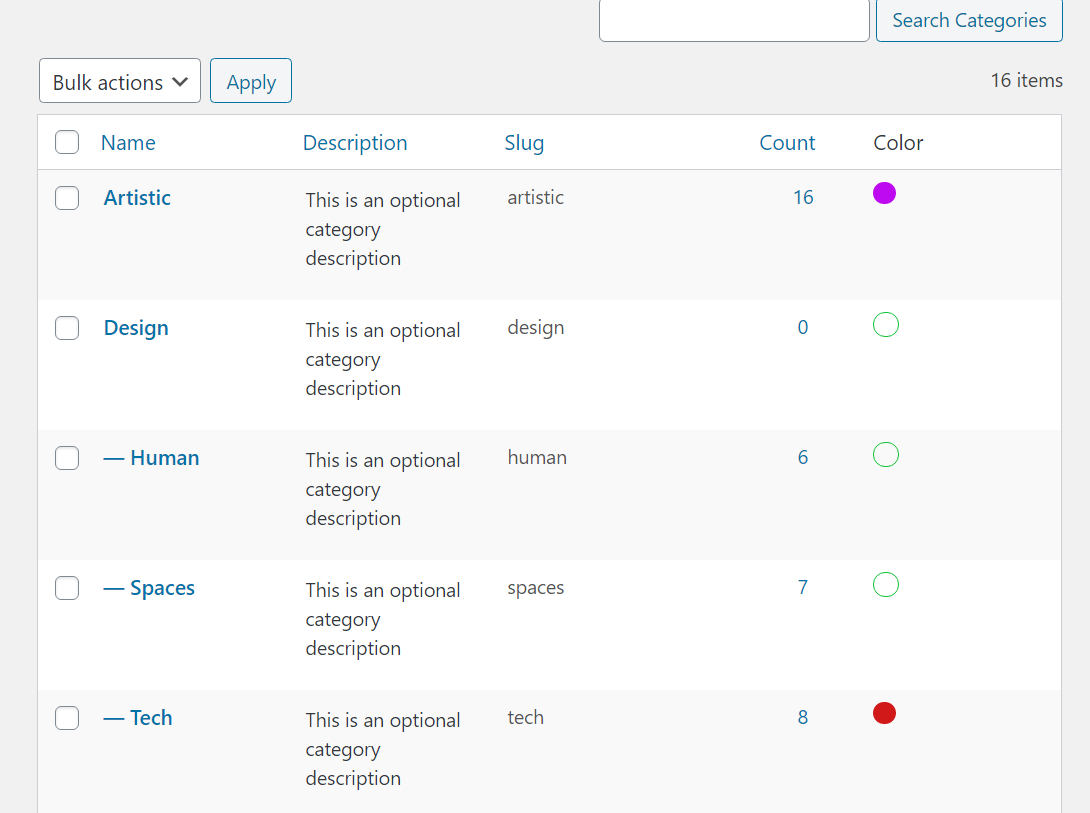 Search Categories
Bulk actions Apply 16 items
Name Description Slug Count Color
Artistic This is an optional artistic 16
category
description
Design This is an optional design 0
category
description
— Human This is an optional human 6
category
description
— Spaces This is an optional spaces 7
category
description
— Tech This is an optional tech 8
category
description